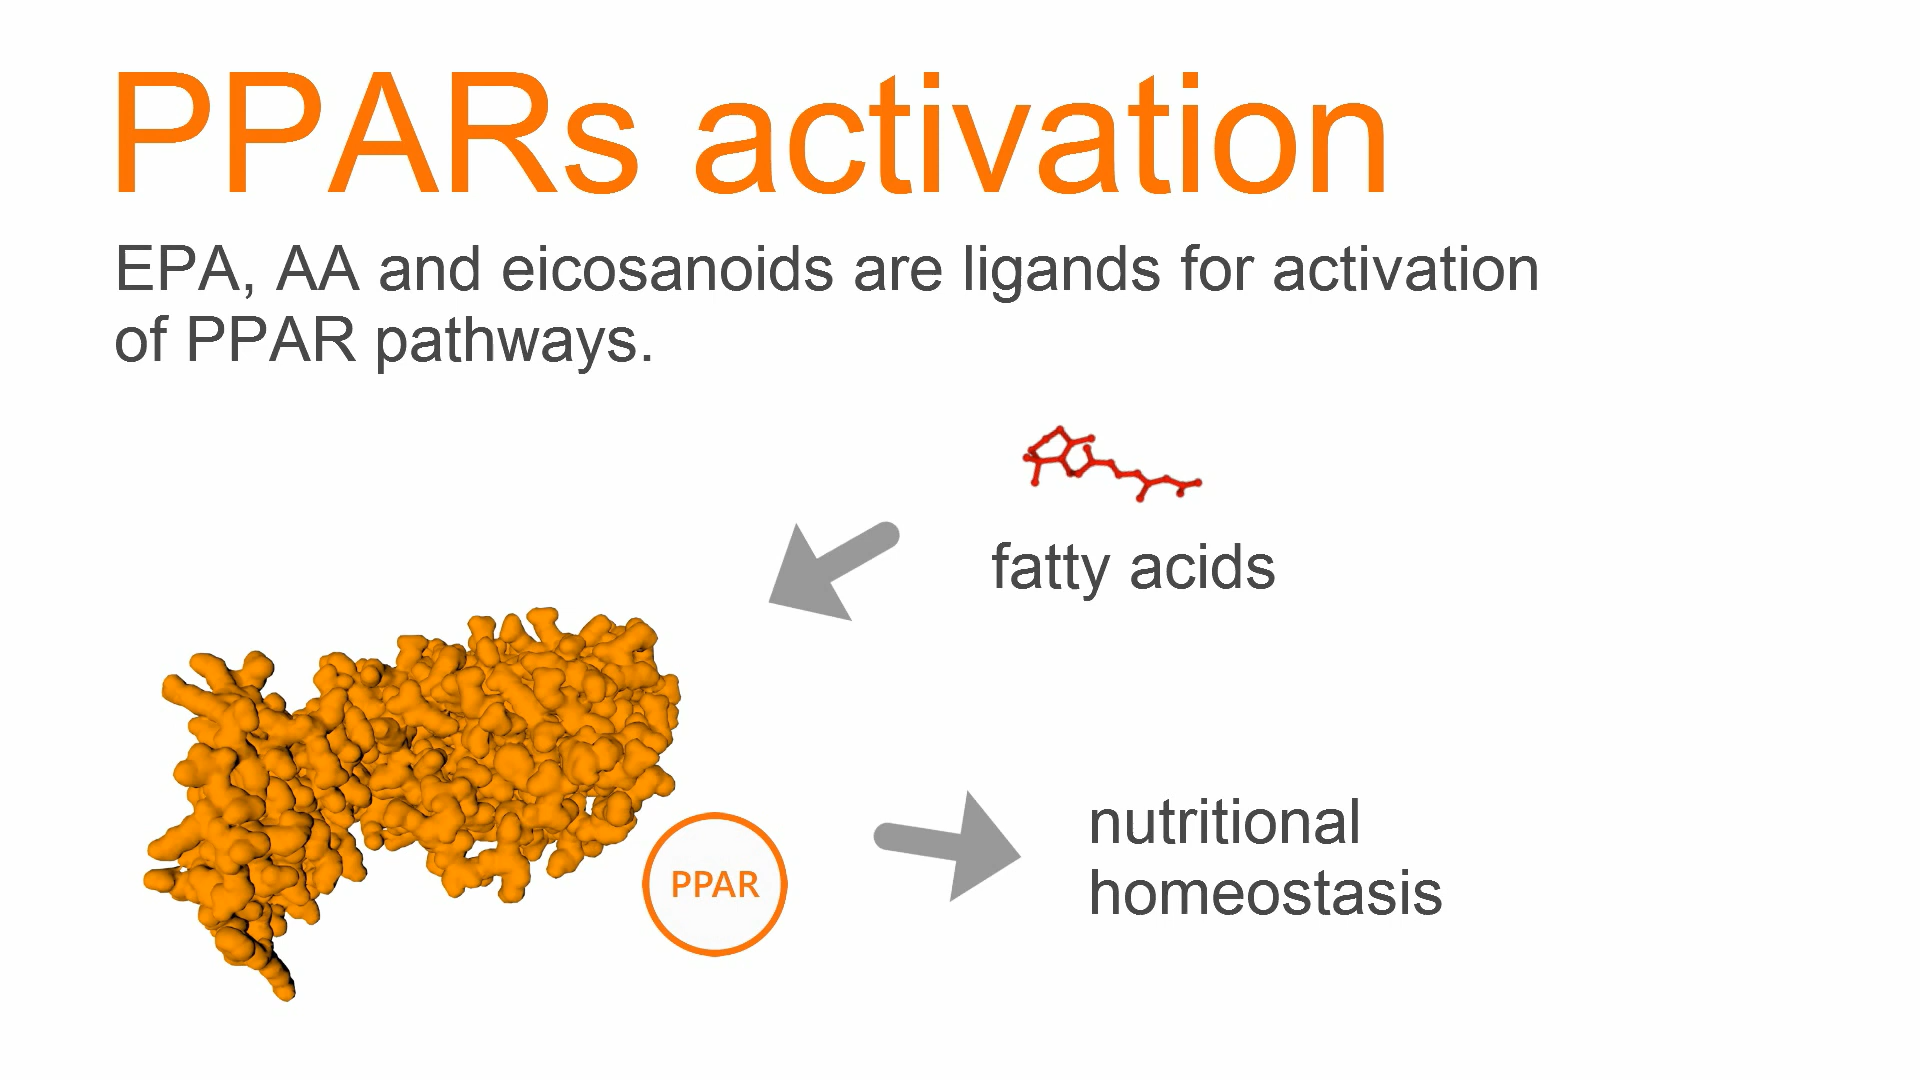 PPARs activation
EPA, AA and eicosanoids are ligands for activation
of PPAR pathways.
fatty acids
PPAR
nutritional
homeostasis